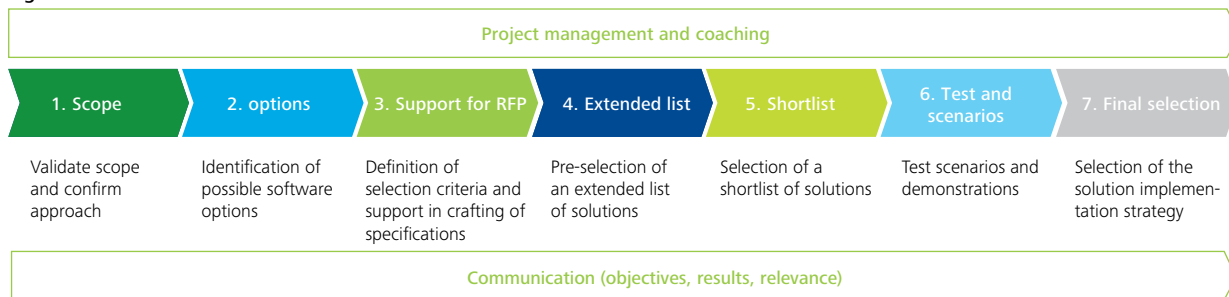 Project management and coaching
1. Scope
2. options
3. Support for RFP
4. Extended list
5. Shortlist
6. Test and
scenarios
7. Final selection
Validate scope
and confirm
approach
Identification of
possible software
options
Definition of
selection criteria and
support in crafting of
specifications
Pre-selection of
an extended list
of solutions
Selection of a
shortlist of solutions
Test scenarios and
demonstrations
Selection of the
solution implemen-
tation strategy
Communication (objectives, results, relevance)